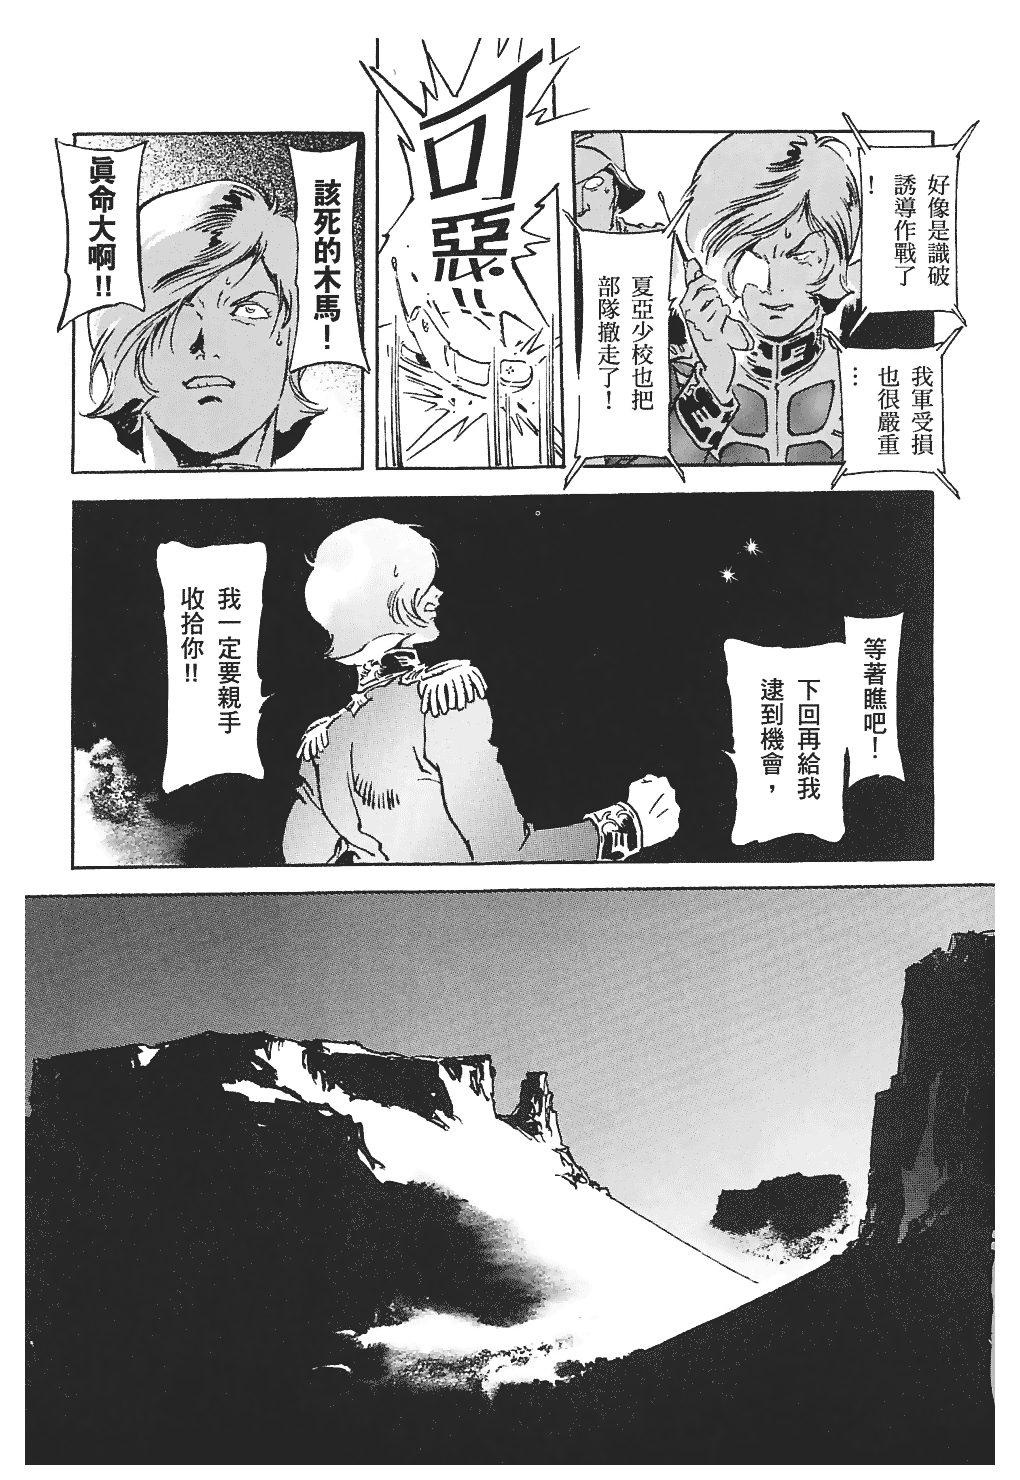 好像是識破
誘導作戰了
！
我軍受損
也很嚴重
…
夏亞少校也把
部隊撤走了！
可惡!!
該死的木馬！
眞命大啊!!
等著瞧吧！
下回再給我
逮到機會，
我一定要親手
收拾你!!